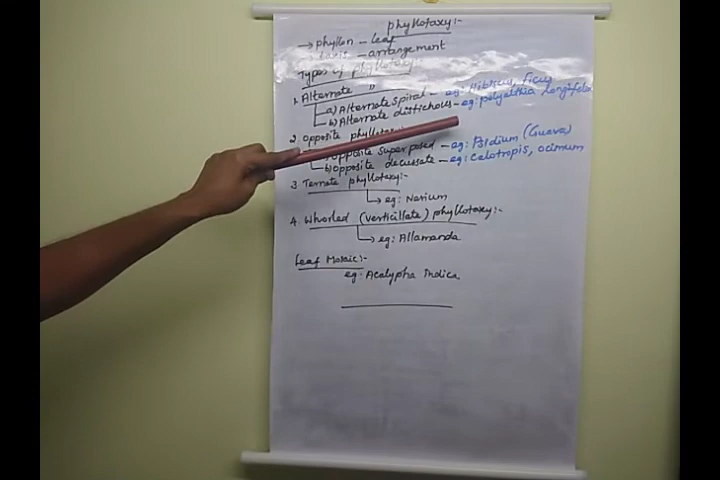 phyllotaxy:-
→ phyllon - leaf
taxis - arrangement
Types of phyllotaxy:-
1. Alternate "
a) Alternate spiral - eg: Hibiscus, Ficus
b) Alternate distichous - eg: polyalthia longifolia
2. opposite phyllotaxy
opposite superposed - eg: Psidium (Guava)
b) opposite decussate - eg: calotropis, ocimum
3 Ternate phyllotaxy:-
→ eg: Nerium
4. Whorled (verticillate) phyllotaxy:-
→ eg: Allamanda
Leaf Mosaic:-
eg: Acalypha indica